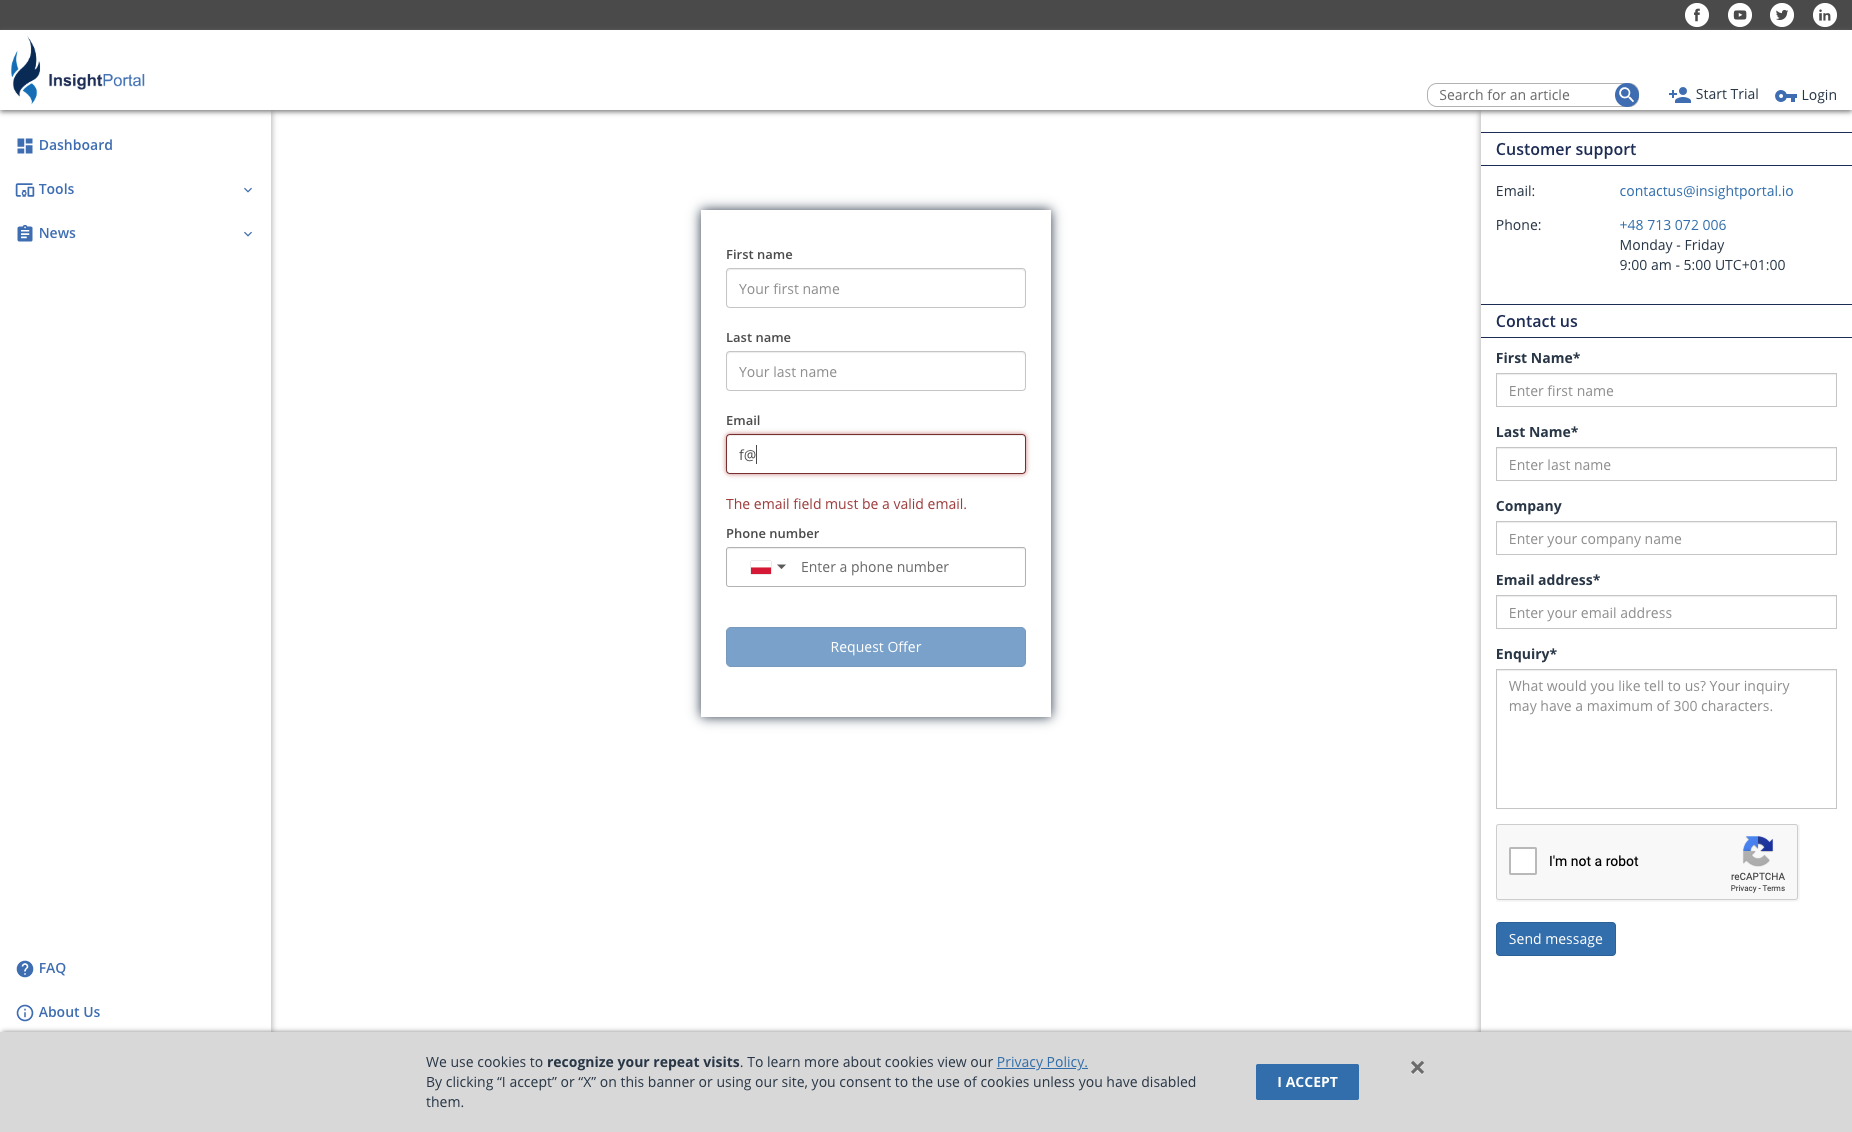 InsightPortal
Search for an article
Start Trial
Login
Dashboard
Tools
News
FAQ
About Us
First name
Your first name
Last name
Your last name
Email
f@
The email field must be a valid email.
Phone number
Enter a phone number
Request Offer
Customer support
Email: contactus@insightportal.io
Phone: +48 713 072 006
Monday - Friday
9:00 am - 5:00 UTC+01:00
Contact us
First Name*
Enter first name
Last Name*
Enter last name
Company
Enter your company name
Email address*
Enter your email address
Enquiry*
What would you like tell to us? Your inquiry
may have a maximum of 300 characters.
I'm not a robot
reCAPTCHA
Privacy - Terms
Send message
We use cookies to recognize your repeat visits. To learn more about cookies view our Privacy Policy.
By clicking “I accept” or “X” on this banner or using our site, you consent to the use of cookies unless you have disabled
them.
I ACCEPT